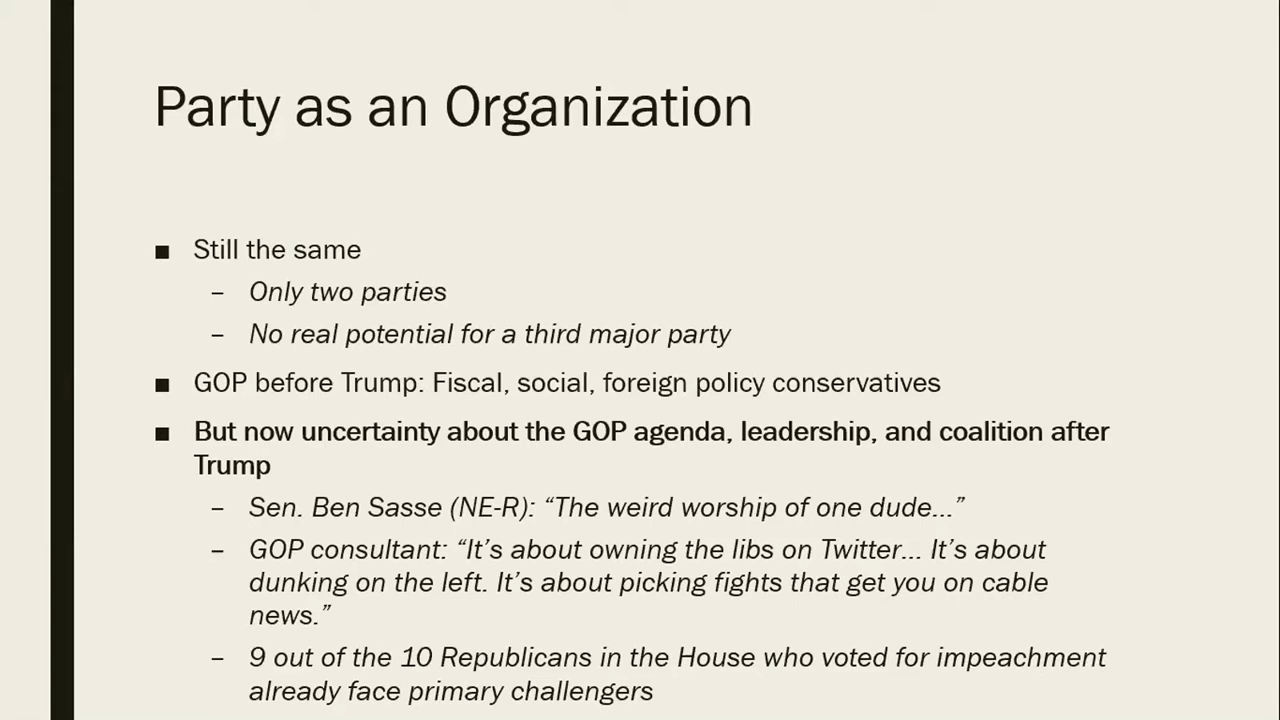 Party as an Organization
■ Still the same
– Only two parties
– No real potential for a third major party
■ GOP before Trump: Fiscal, social, foreign policy conservatives
■ But now uncertainty about the GOP agenda, leadership, and coalition after
Trump
– Sen. Ben Sasse (NE-R): “The weird worship of one dude…”
– GOP consultant: “It’s about owning the libs on Twitter… It’s about
dunking on the left. It’s about picking fights that get you on cable
news.”
– 9 out of the 10 Republicans in the House who voted for impeachment
already face primary challengers